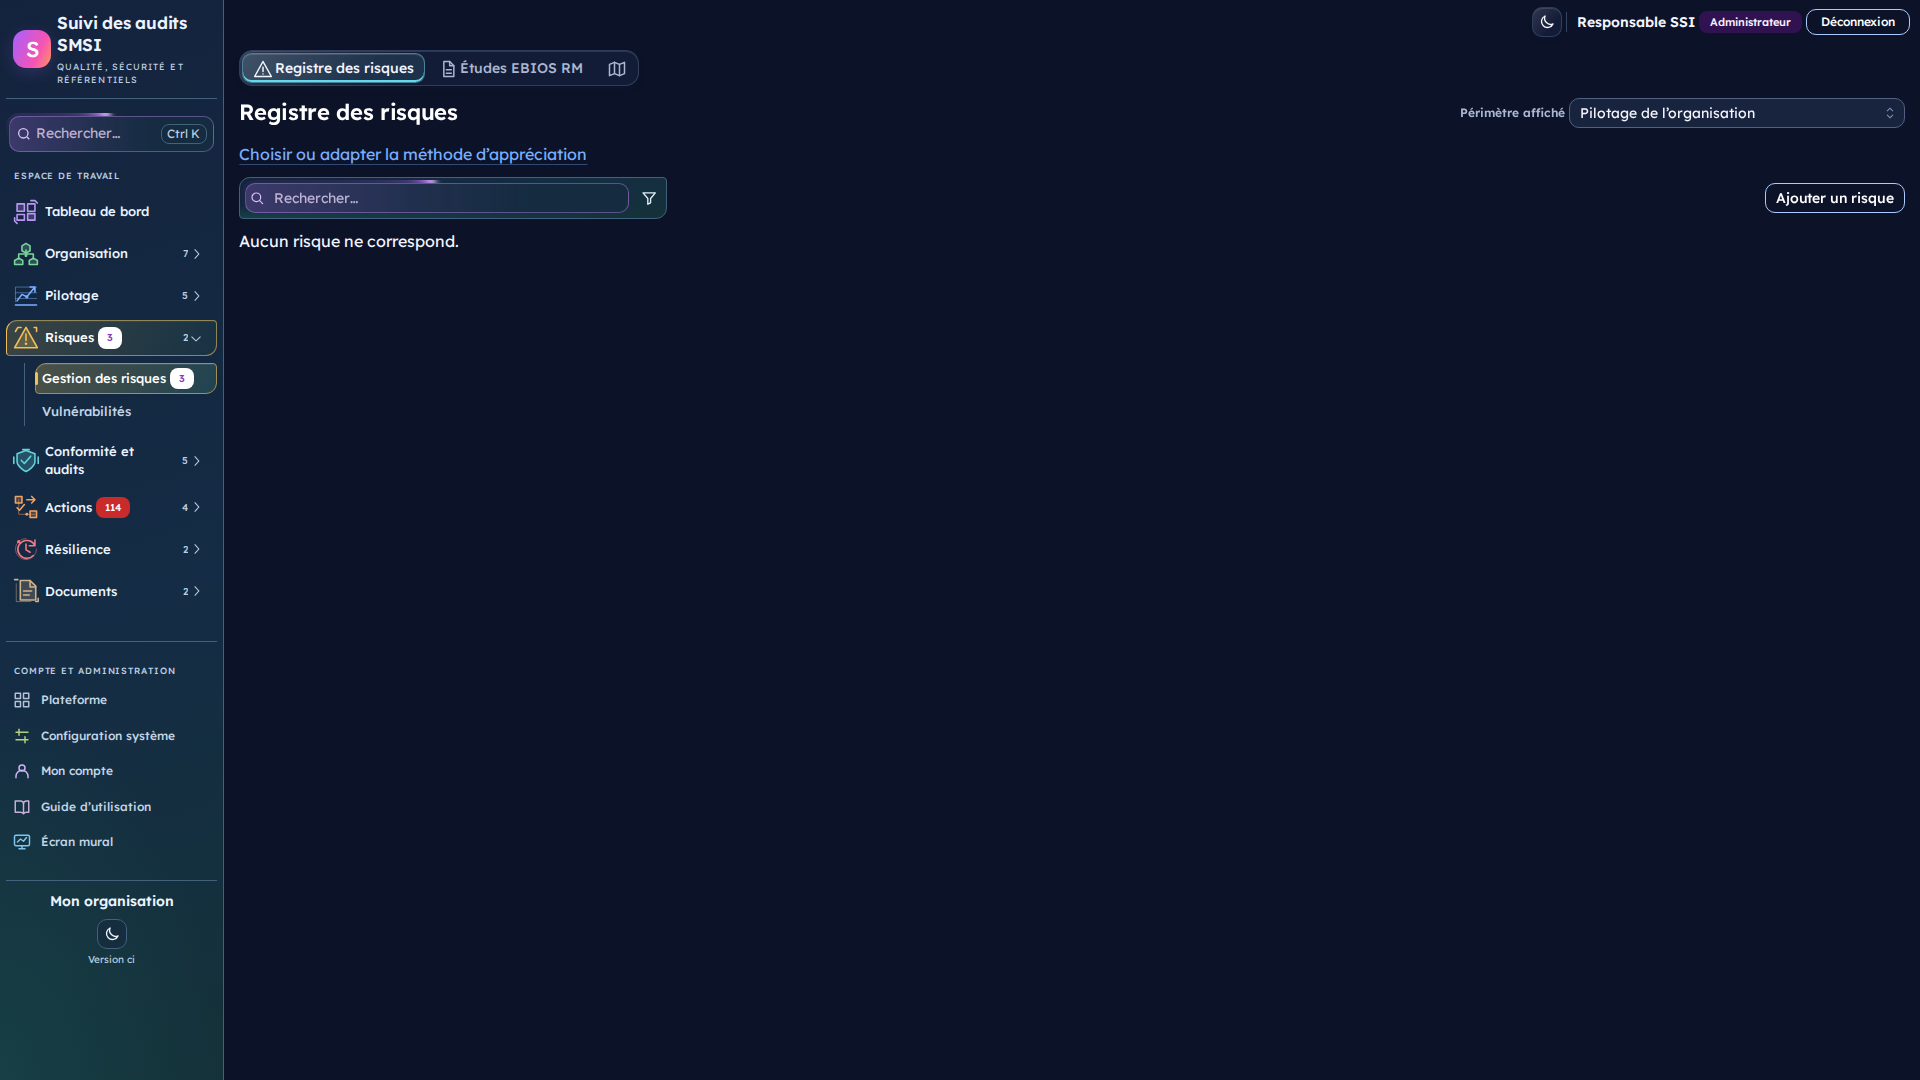 S
Suivi des audits SMSI
QUALITÉ, SÉCURITÉ ET RÉFÉRENTIELS
Rechercher...
Ctrl K
ESPACE DE TRAVAIL
Tableau de bord
Organisation 7
Pilotage 5
Risques 3 2
Gestion des risques 3
Vulnérabilités
Conformité et audits 5
Actions 114 4
Résilience 2
Documents 2
COMPTE ET ADMINISTRATION
Plateforme
Configuration système
Mon compte
Guide d’utilisation
Écran mural
Mon organisation
Version ci
Responsable SSI Administrateur Déconnexion
Registre des risques Études EBIOS RM
Registre des risques
Périmètre affiché Pilotage de l’organisation
Choisir ou adapter la méthode d’appréciation
Rechercher...
Ajouter un risque
Aucun risque ne correspond.